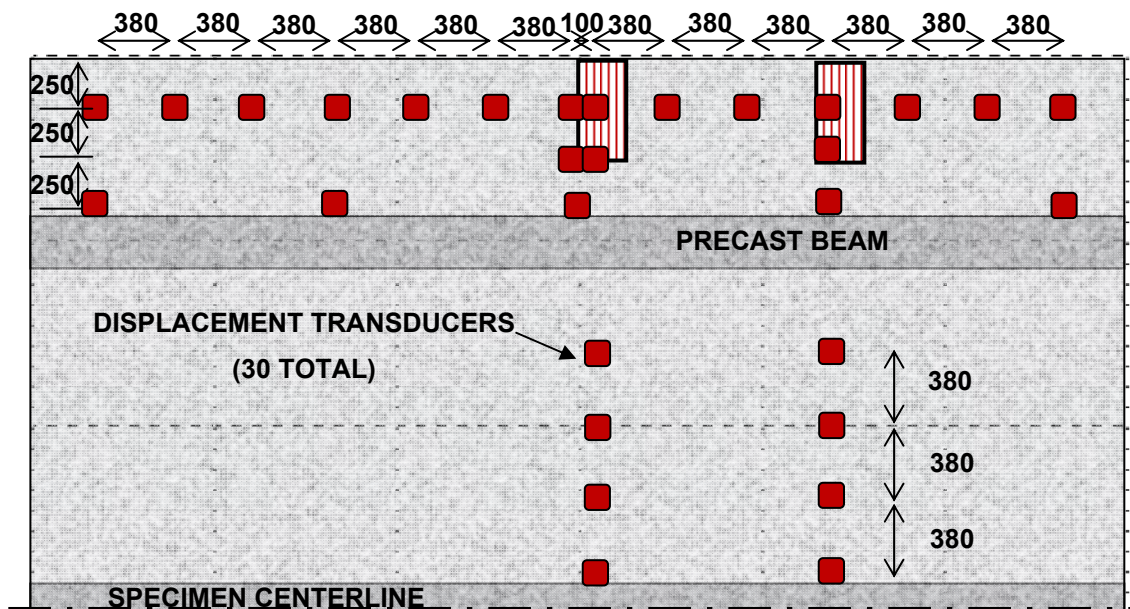 380 380 380 380 380 380 100 380 380 380 380 380 380
250
250
250
PRECAST BEAM
DISPLACEMENT TRANSDUCERS
(30 TOTAL)
380
380
380
SPECIMEN CENTERLINE